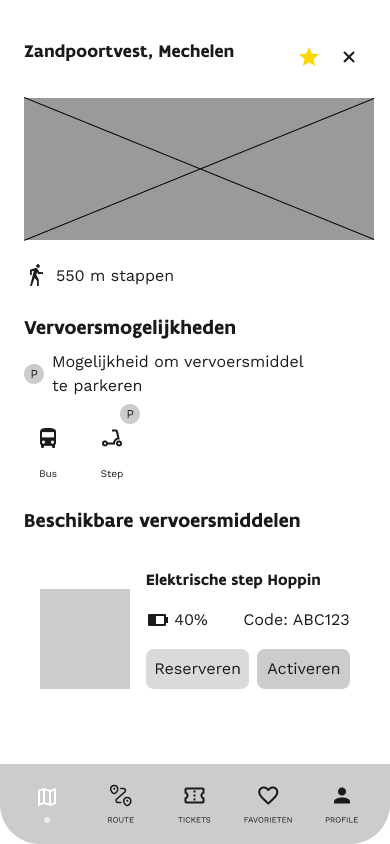 Zandpoortvest, Mechelen
550 m stappen
Vervoersmogelijkheden
P Mogelijkheid om vervoersmiddel
te parkeren
P
Bus Step
Beschikbare vervoersmiddelen
Elektrische step Hoppin
40% Code: ABC123
Reserveren Activeren
ROUTE TICKETS FAVORIETEN PROFILE